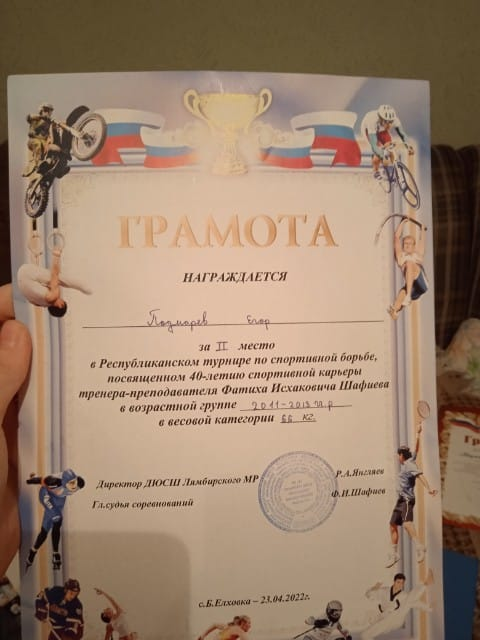 ГРАМОТА
НАГРАЖДАЕТСЯ
Егор
за II место
в Республиканском турнире по спортивной борьбе,
посвященном 40-летию спортивной карьеры
тренера-преподавателя Фатиха Исхаковича Шафиева
в возрастной группе 2011-2013 гг.р
в весовой категории 66 кг.
Директор ДЮСШ Лямбирского МР Р.А.Янгляев
Гл.судья соревнований Ф.И.Шафиев
с.Б.Елховка – 23.04.2022г.